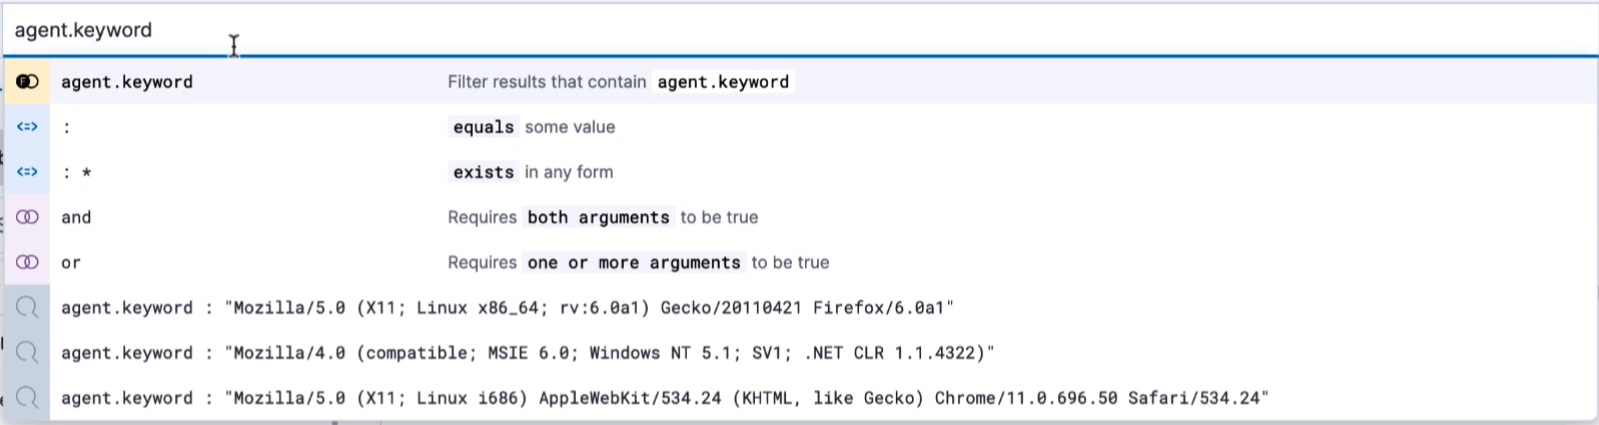 agent.keyword
agent.keyword Filter results that contain agent.keyword
: equals some value
: * exists in any form
and Requires both arguments to be true
or Requires one or more arguments to be true
agent.keyword : "Mozilla/5.0 (X11; Linux x86_64; rv:6.0a1) Gecko/20110421 Firefox/6.0a1"
agent.keyword : "Mozilla/4.0 (compatible; MSIE 6.0; Windows NT 5.1; SV1; .NET CLR 1.1.4322)"
agent.keyword : "Mozilla/5.0 (X11; Linux i686) AppleWebKit/534.24 (KHTML, like Gecko) Chrome/11.0.696.50 Safari/534.24"